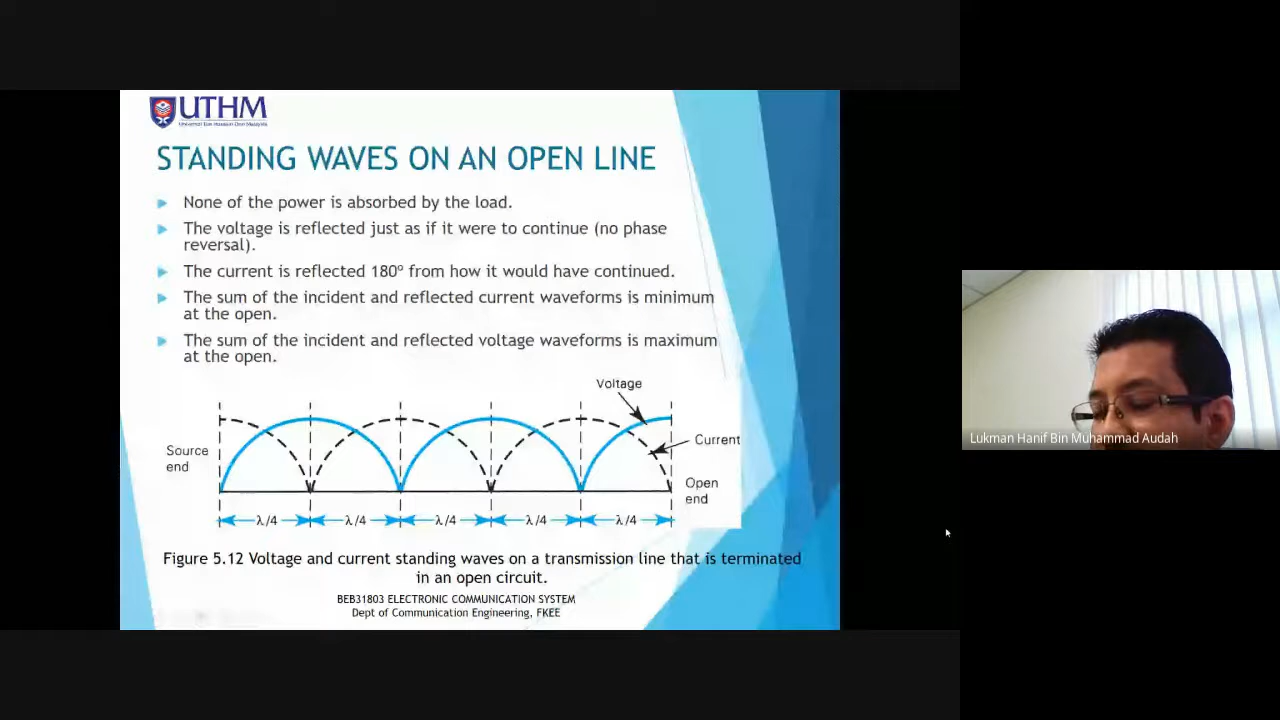 UTHM
STANDING WAVES ON AN OPEN LINE
None of the power is absorbed by the load.
The voltage is reflected just as if it were to continue (no phase
reversal).
The current is reflected 180º from how it would have continued.
The sum of the incident and reflected current waveforms is minimum
at the open.
The sum of the incident and reflected voltage waveforms is maximum
at the open.
Voltage
Current
Source
end
Open
end
λ/4 λ/4 λ/4 λ/4 λ/4
Figure 5.12 Voltage and current standing waves on a transmission line that is terminated
in an open circuit.
BEB31803 ELECTRONIC COMMUNICATION SYSTEM
Dept of Communication Engineering, FKEE
Lukman Hanif Bin Muhammad Audah